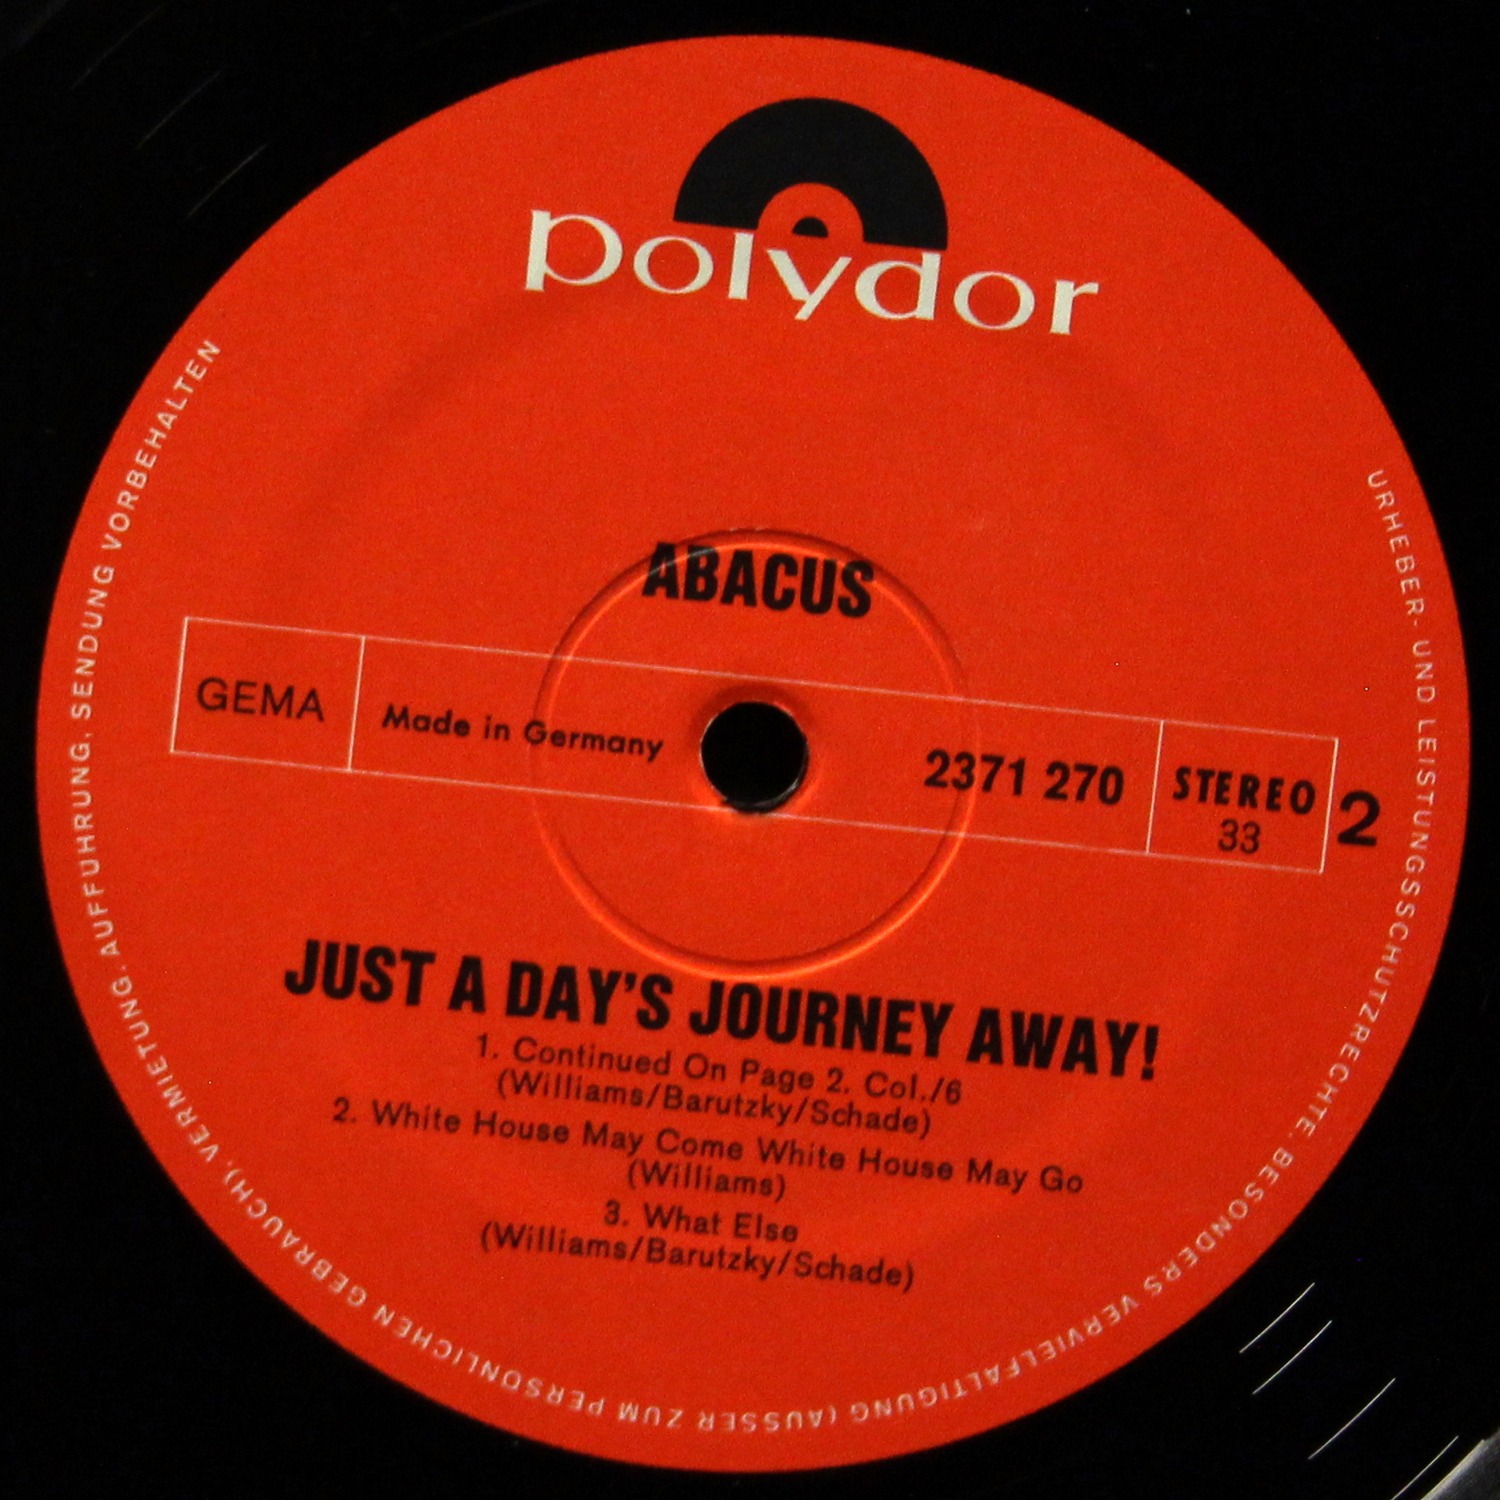 polydor
ABACUS
GEMA
Made in Germany
2371 270
STEREO
33
2
JUST A DAY'S JOURNEY AWAY!
1. Continued On Page 2. Col./6
(Williams/Barutzky/Schade)
2. White House May Come White House May Go
(Williams)
3. What Else
(Williams/Barutzky/Schade)
URHEBER- UND LEISTUNGSSCHUTZRECHTE, BESONDERS VERVIELFÄLTIGUNG (AUSSER ZUM PERSÖNLICHEN GEBRAUCH), VERMIETUNG, AUFFÜHRUNG, SENDUNG VORBEHALTEN